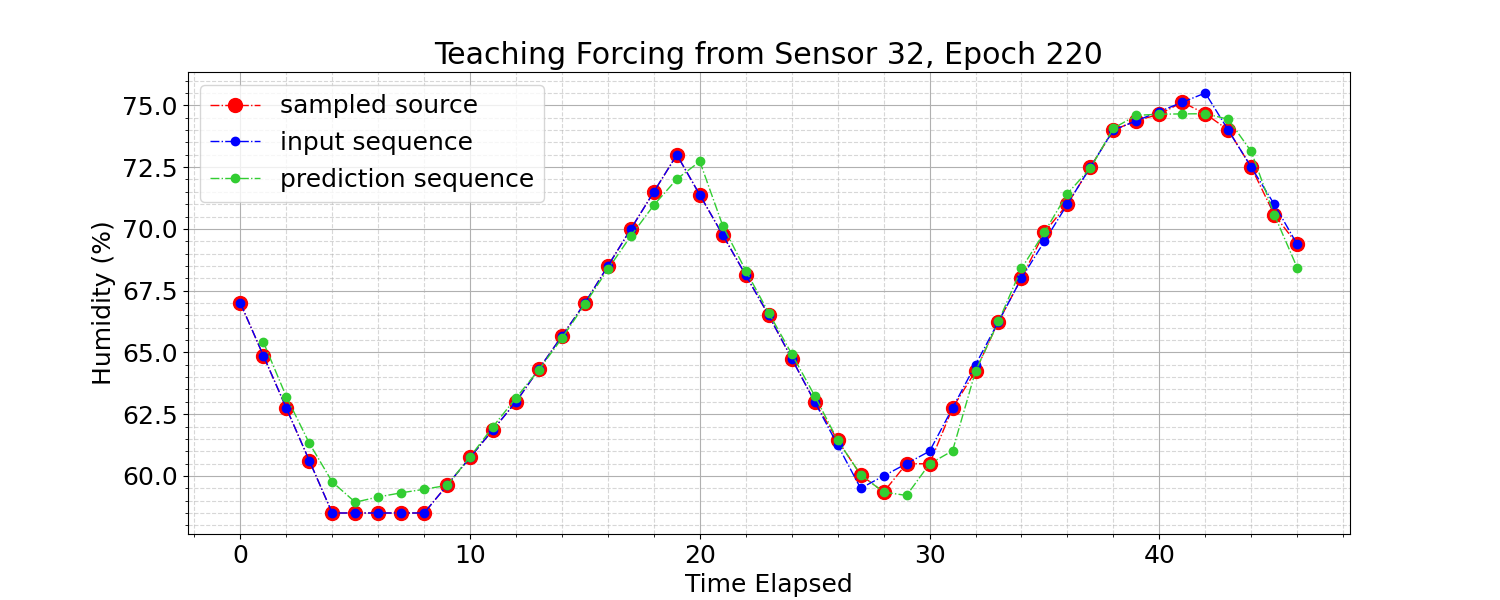 Teaching Forcing from Sensor 32, Epoch 220
sampled source
input sequence
prediction sequence
Humidity (%)
75.0
72.5
70.0
67.5
65.0
62.5
60.0
0 10 20 30 40
Time Elapsed